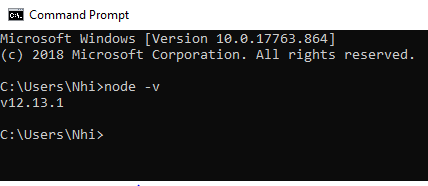 Command Prompt
Microsoft Windows [Version 10.0.17763.864]
(c) 2018 Microsoft Corporation. All rights reserved.
C:\Users\Nhi>node -v
v12.13.1
C:\Users\Nhi>